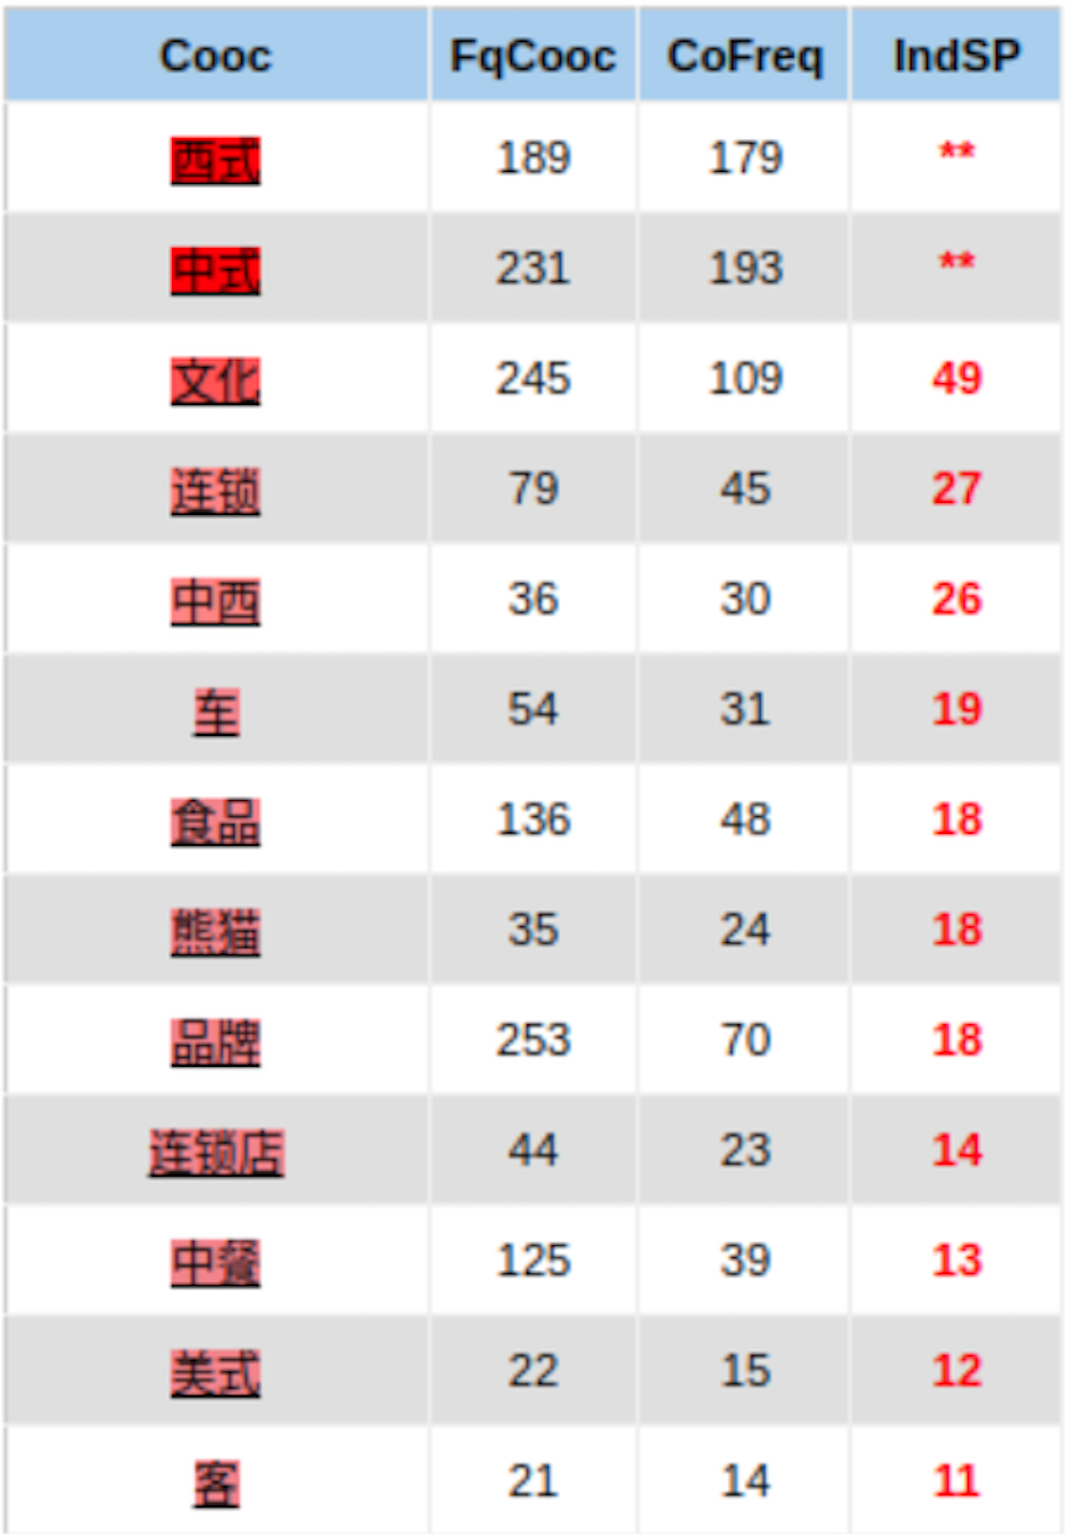 Cooc FqCooc CoFreq IndSP
西式 189 179 **
中式 231 193 **
文化 245 109 49
连锁 79 45 27
中西 36 30 26
车 54 31 19
食品 136 48 18
熊猫 35 24 18
品牌 253 70 18
连锁店 44 23 14
中餐 125 39 13
美式 22 15 12
客 21 14 11